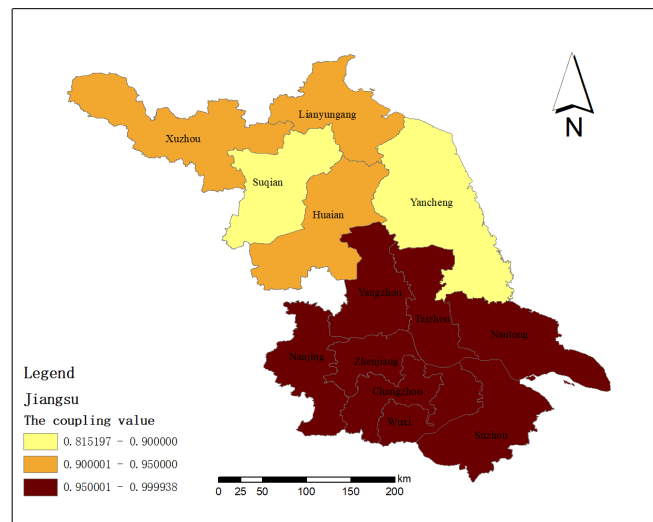 Lianyungang
Xuzhou
Suqian
Yancheng
Huaian
N
Yangzhou
Taizhou
Nantong
Nanjing
Zhenjiang
Changzhou
Wuxi
Suzhou
Legend
Jiangsu
The coupling value
0.815197 - 0.900000
0.900001 - 0.950000
0.950001 - 0.999938
km
0 25 50 100 150 200